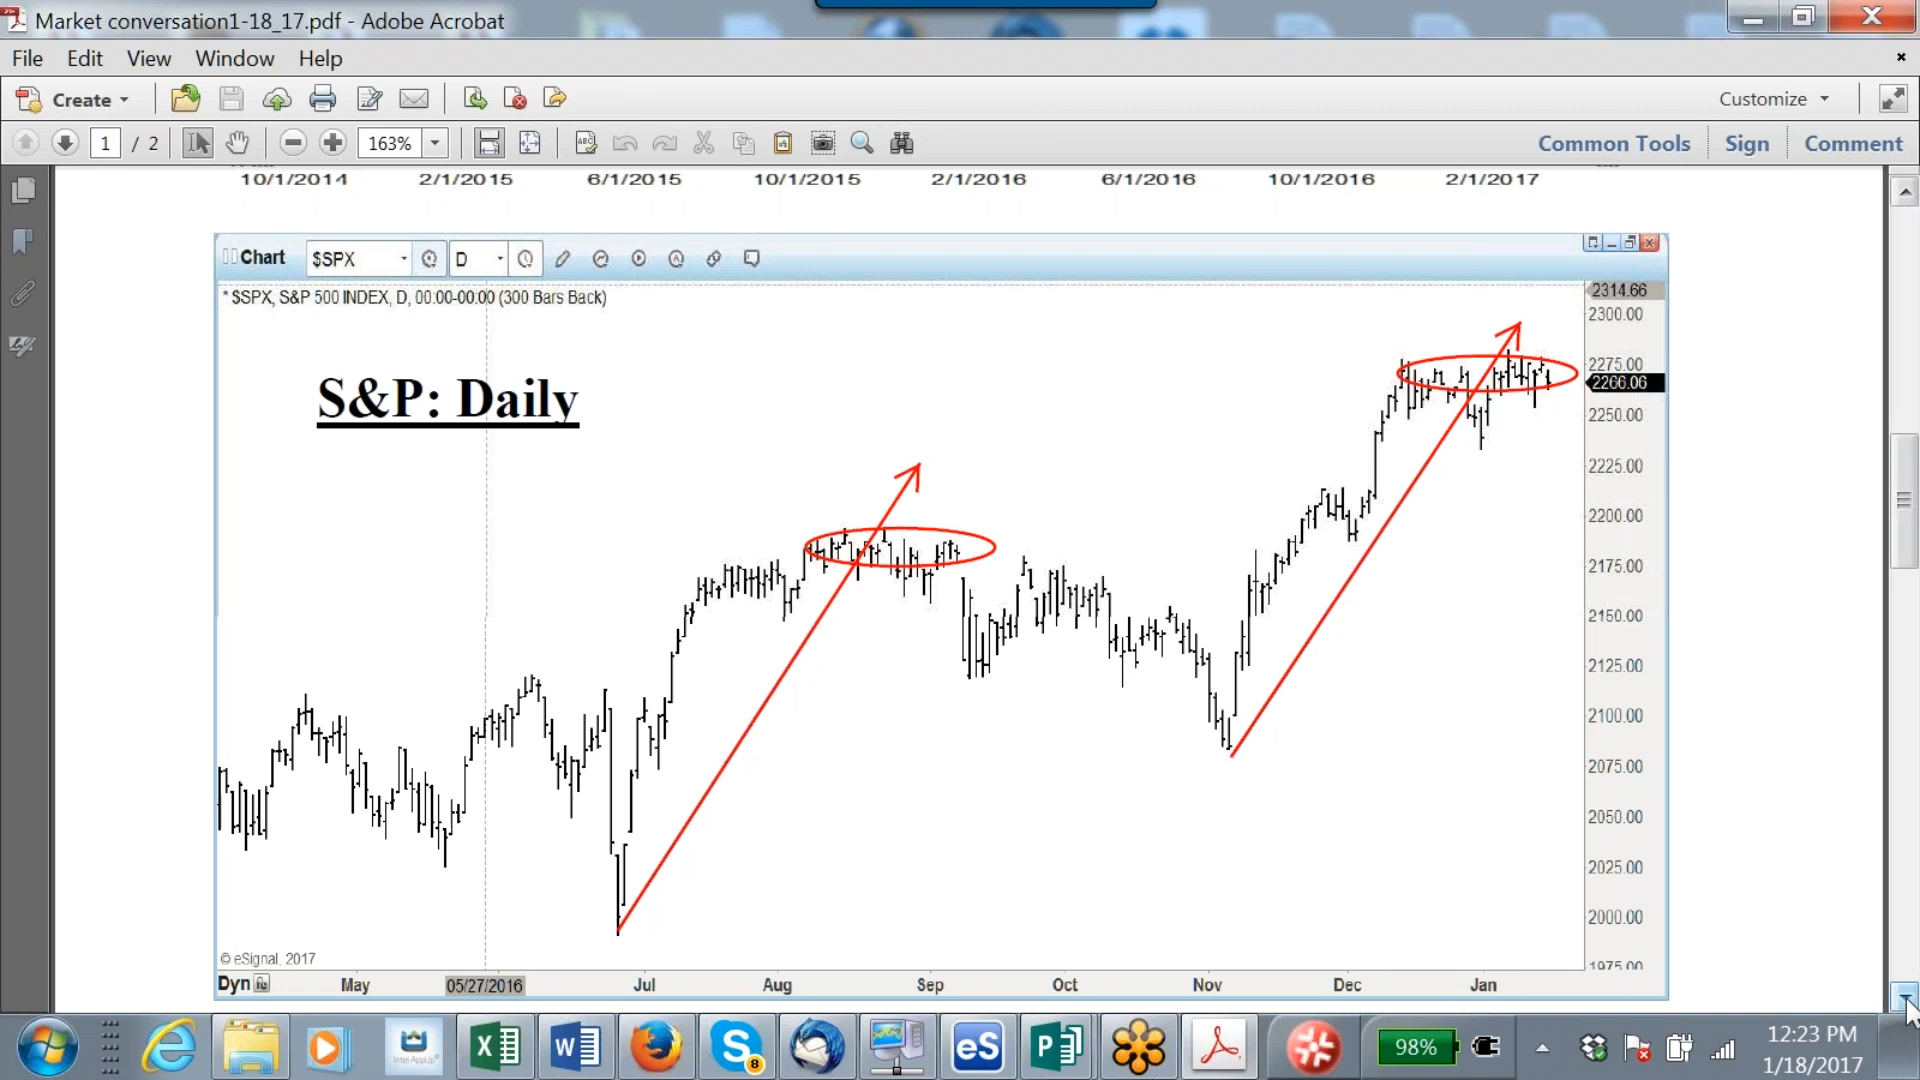 Market conversation1-18_17.pdf - Adobe Acrobat
File Edit View Window Help
Create
Customize
1 / 2
163%
Common Tools Sign Comment
10/1/2014 2/1/2015 6/1/2015 10/1/2015 2/1/2016 6/1/2016 10/1/2016 2/1/2017
Chart $SPX D
* $SPX, S&P 500 INDEX, D, 00:00-00:00 (300 Bars Back)
2314.66
2300.00
S&P: Daily
2275.00
2266.06
2250.00
2225.00
2200.00
2175.00
2150.00
2125.00
2100.00
2075.00
2050.00
2025.00
2000.00
1975.00
© eSignal, 2017
Dyn May 05/27/2016 Jul Aug Sep Oct Nov Dec Jan
98%
12:23 PM
1/18/2017